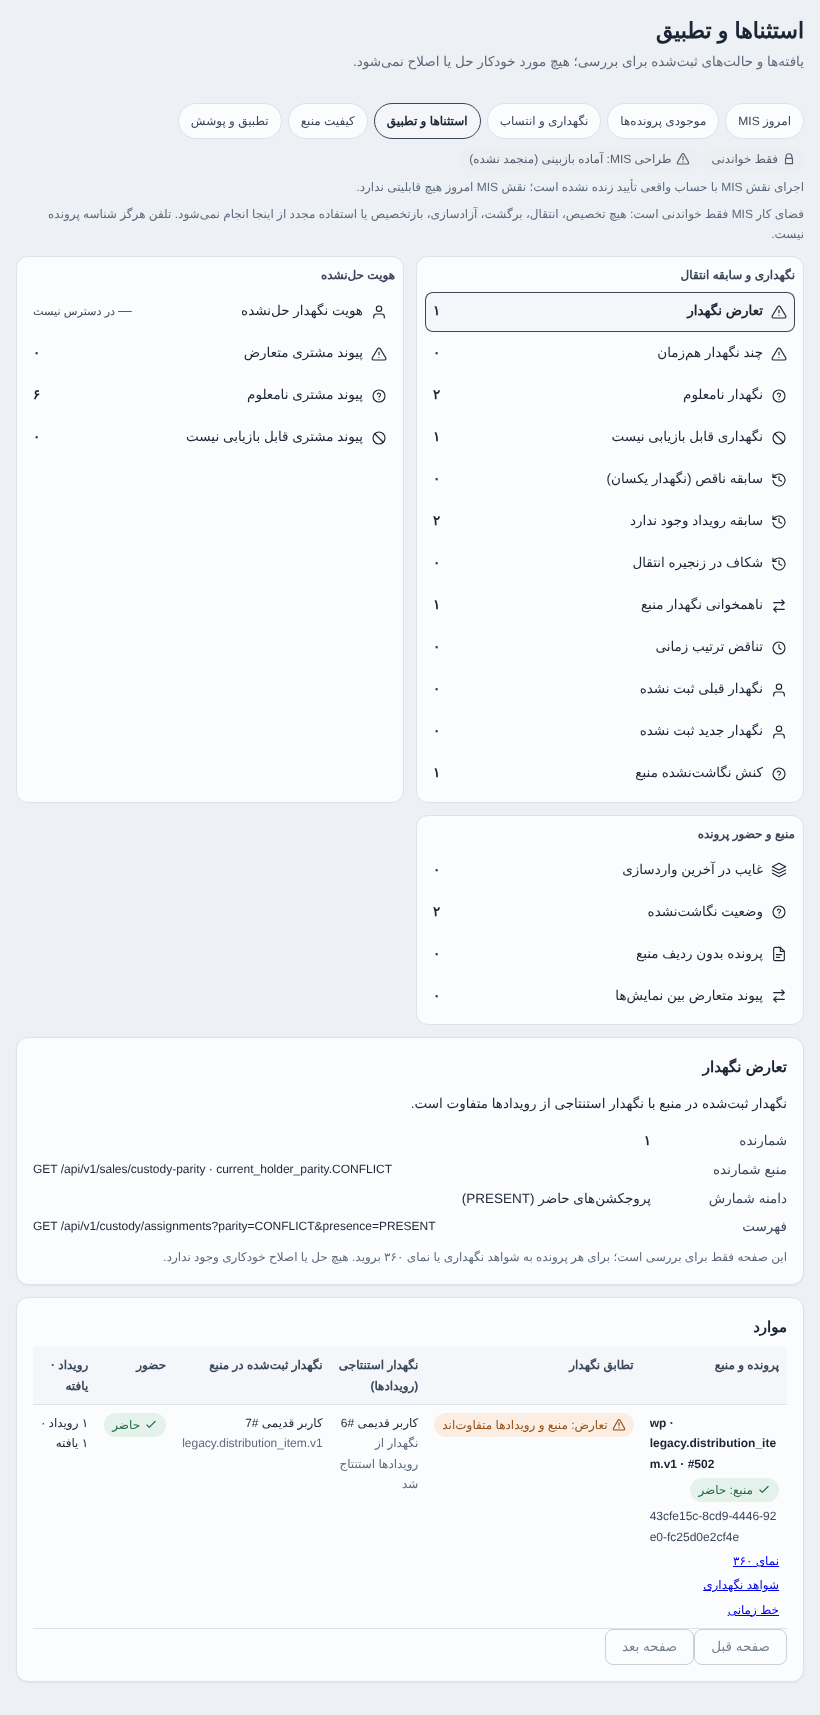 استثناها و تطبیق
یافته‌ها و حالت‌های ثبت‌شده برای بررسی؛ هیچ مورد خودکار حل یا اصلاح نمی‌شود.
امروز MIS
موجودی پرونده‌ها
نگهداری و انتساب
استثناها و تطبیق
کیفیت منبع
تطبیق و پوشش
فقط خواندنی
طراحی MIS: آماده بازبینی (منجمد نشده)
اجرای نقش MIS با حساب واقعی تأیید زنده نشده است؛ نقش MIS امروز هیچ قابلیتی ندارد.
فضای کار MIS فقط خواندنی است: هیچ تخصیص، انتقال، برگشت، آزادسازی، بازتخصیص یا استفاده مجدد از اینجا انجام نمی‌شود. تلفن هرگز شناسه پرونده
نیست.
نگهداری و سابقه انتقال
تعارض نگهدار ۱
چند نگهدار هم‌زمان ۰
نگهدار نامعلوم ۲
نگهداری قابل بازیابی نیست ۱
سابقه ناقص (نگهدار یکسان) ۰
سابقه رویداد وجود ندارد ۲
شکاف در زنجیره انتقال ۰
ناهمخوانی نگهدار منبع ۱
تناقض ترتیب زمانی ۰
نگهدار قبلی ثبت نشده ۰
نگهدار جدید ثبت نشده ۰
کنش نگاشت‌نشده منبع ۱
هویت حل‌نشده
هویت نگهدار حل‌نشده — در دسترس نیست
پیوند مشتری متعارض ۰
پیوند مشتری نامعلوم ۶
پیوند مشتری قابل بازیابی نیست ۰
منبع و حضور پرونده
غایب در آخرین واردسازی ۰
وضعیت نگاشت‌نشده ۲
پرونده بدون ردیف منبع ۰
پیوند متعارض بین نمایش‌ها ۰
تعارض نگهدار
نگهدار ثبت‌شده در منبع با نگهدار استنتاجی از رویدادها متفاوت است.
شمارنده ۱
منبع شمارنده GET /api/v1/sales/custody-parity · current_holder_parity.CONFLICT
دامنه شمارش پروجکشن‌های حاضر (PRESENT)
فهرست GET /api/v1/custody/assignments?parity=CONFLICT&presence=PRESENT
این صفحه فقط برای بررسی است؛ برای هر پرونده به شواهد نگهداری یا نمای ۳۶۰ بروید. هیچ حل یا اصلاح خودکاری وجود ندارد.
موارد
پرونده و منبع
تطابق نگهدار
نگهدار استنتاجی
(رویدادها)
نگهدار ثبت‌شده در منبع
حضور
رویداد ·
یافته
wp ·
legacy.distribution_ite
m.v1 · #502
منبع: حاضر
43cfe15c-8cd9-4446-92
e0-fc25d0e2cf4e
نمای ۳۶۰
شواهد نگهداری
خط زمانی
تعارض: منبع و رویدادها متفاوت‌اند
کاربر قدیمی #6
نگهدار از
رویدادها استنتاج
شد
کاربر قدیمی #7
legacy.distribution_item.v1
حاضر
۱ رویداد ·
۱ یافته
صفحه قبل
صفحه بعد